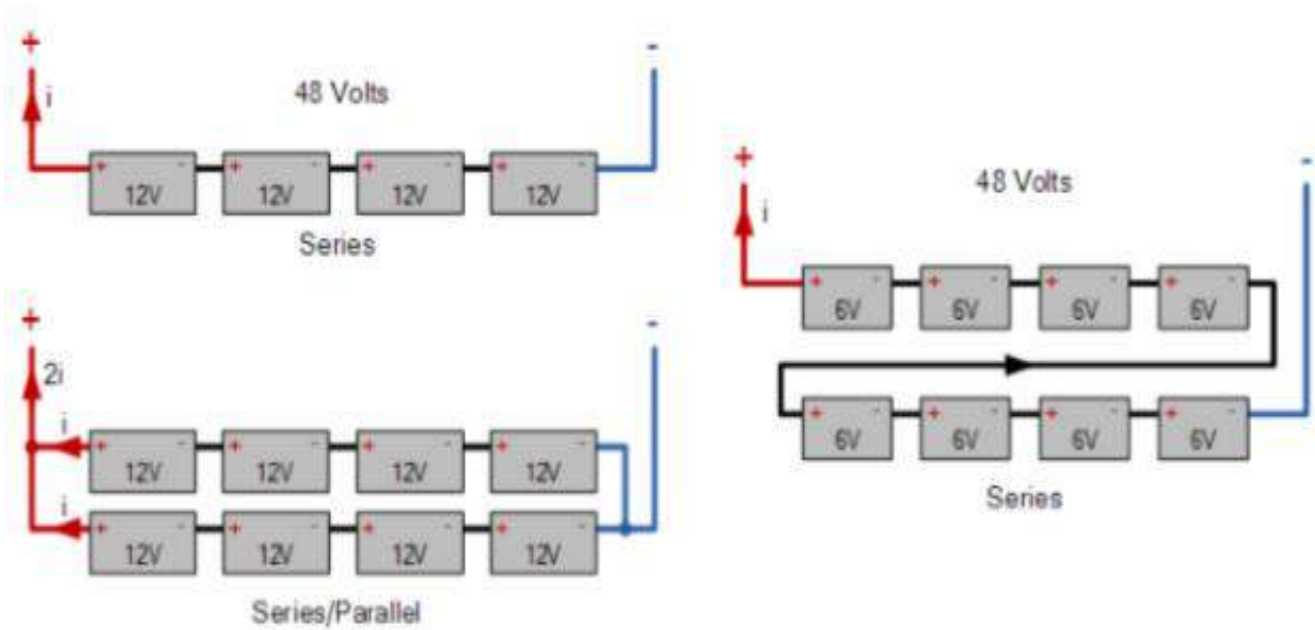 + -
i 48 Volts
+ - + - + - + -
12V 12V 12V 12V
Series
+ -
2i
i
+ - + - + - + -
12V 12V 12V 12V
i
+ - + - + - + -
12V 12V 12V 12V
Series/Parallel
+ -
48 Volts
i
+ - + - + - + -
6V 6V 6V 6V
+ - + - + - + -
6V 6V 6V 6V
Series